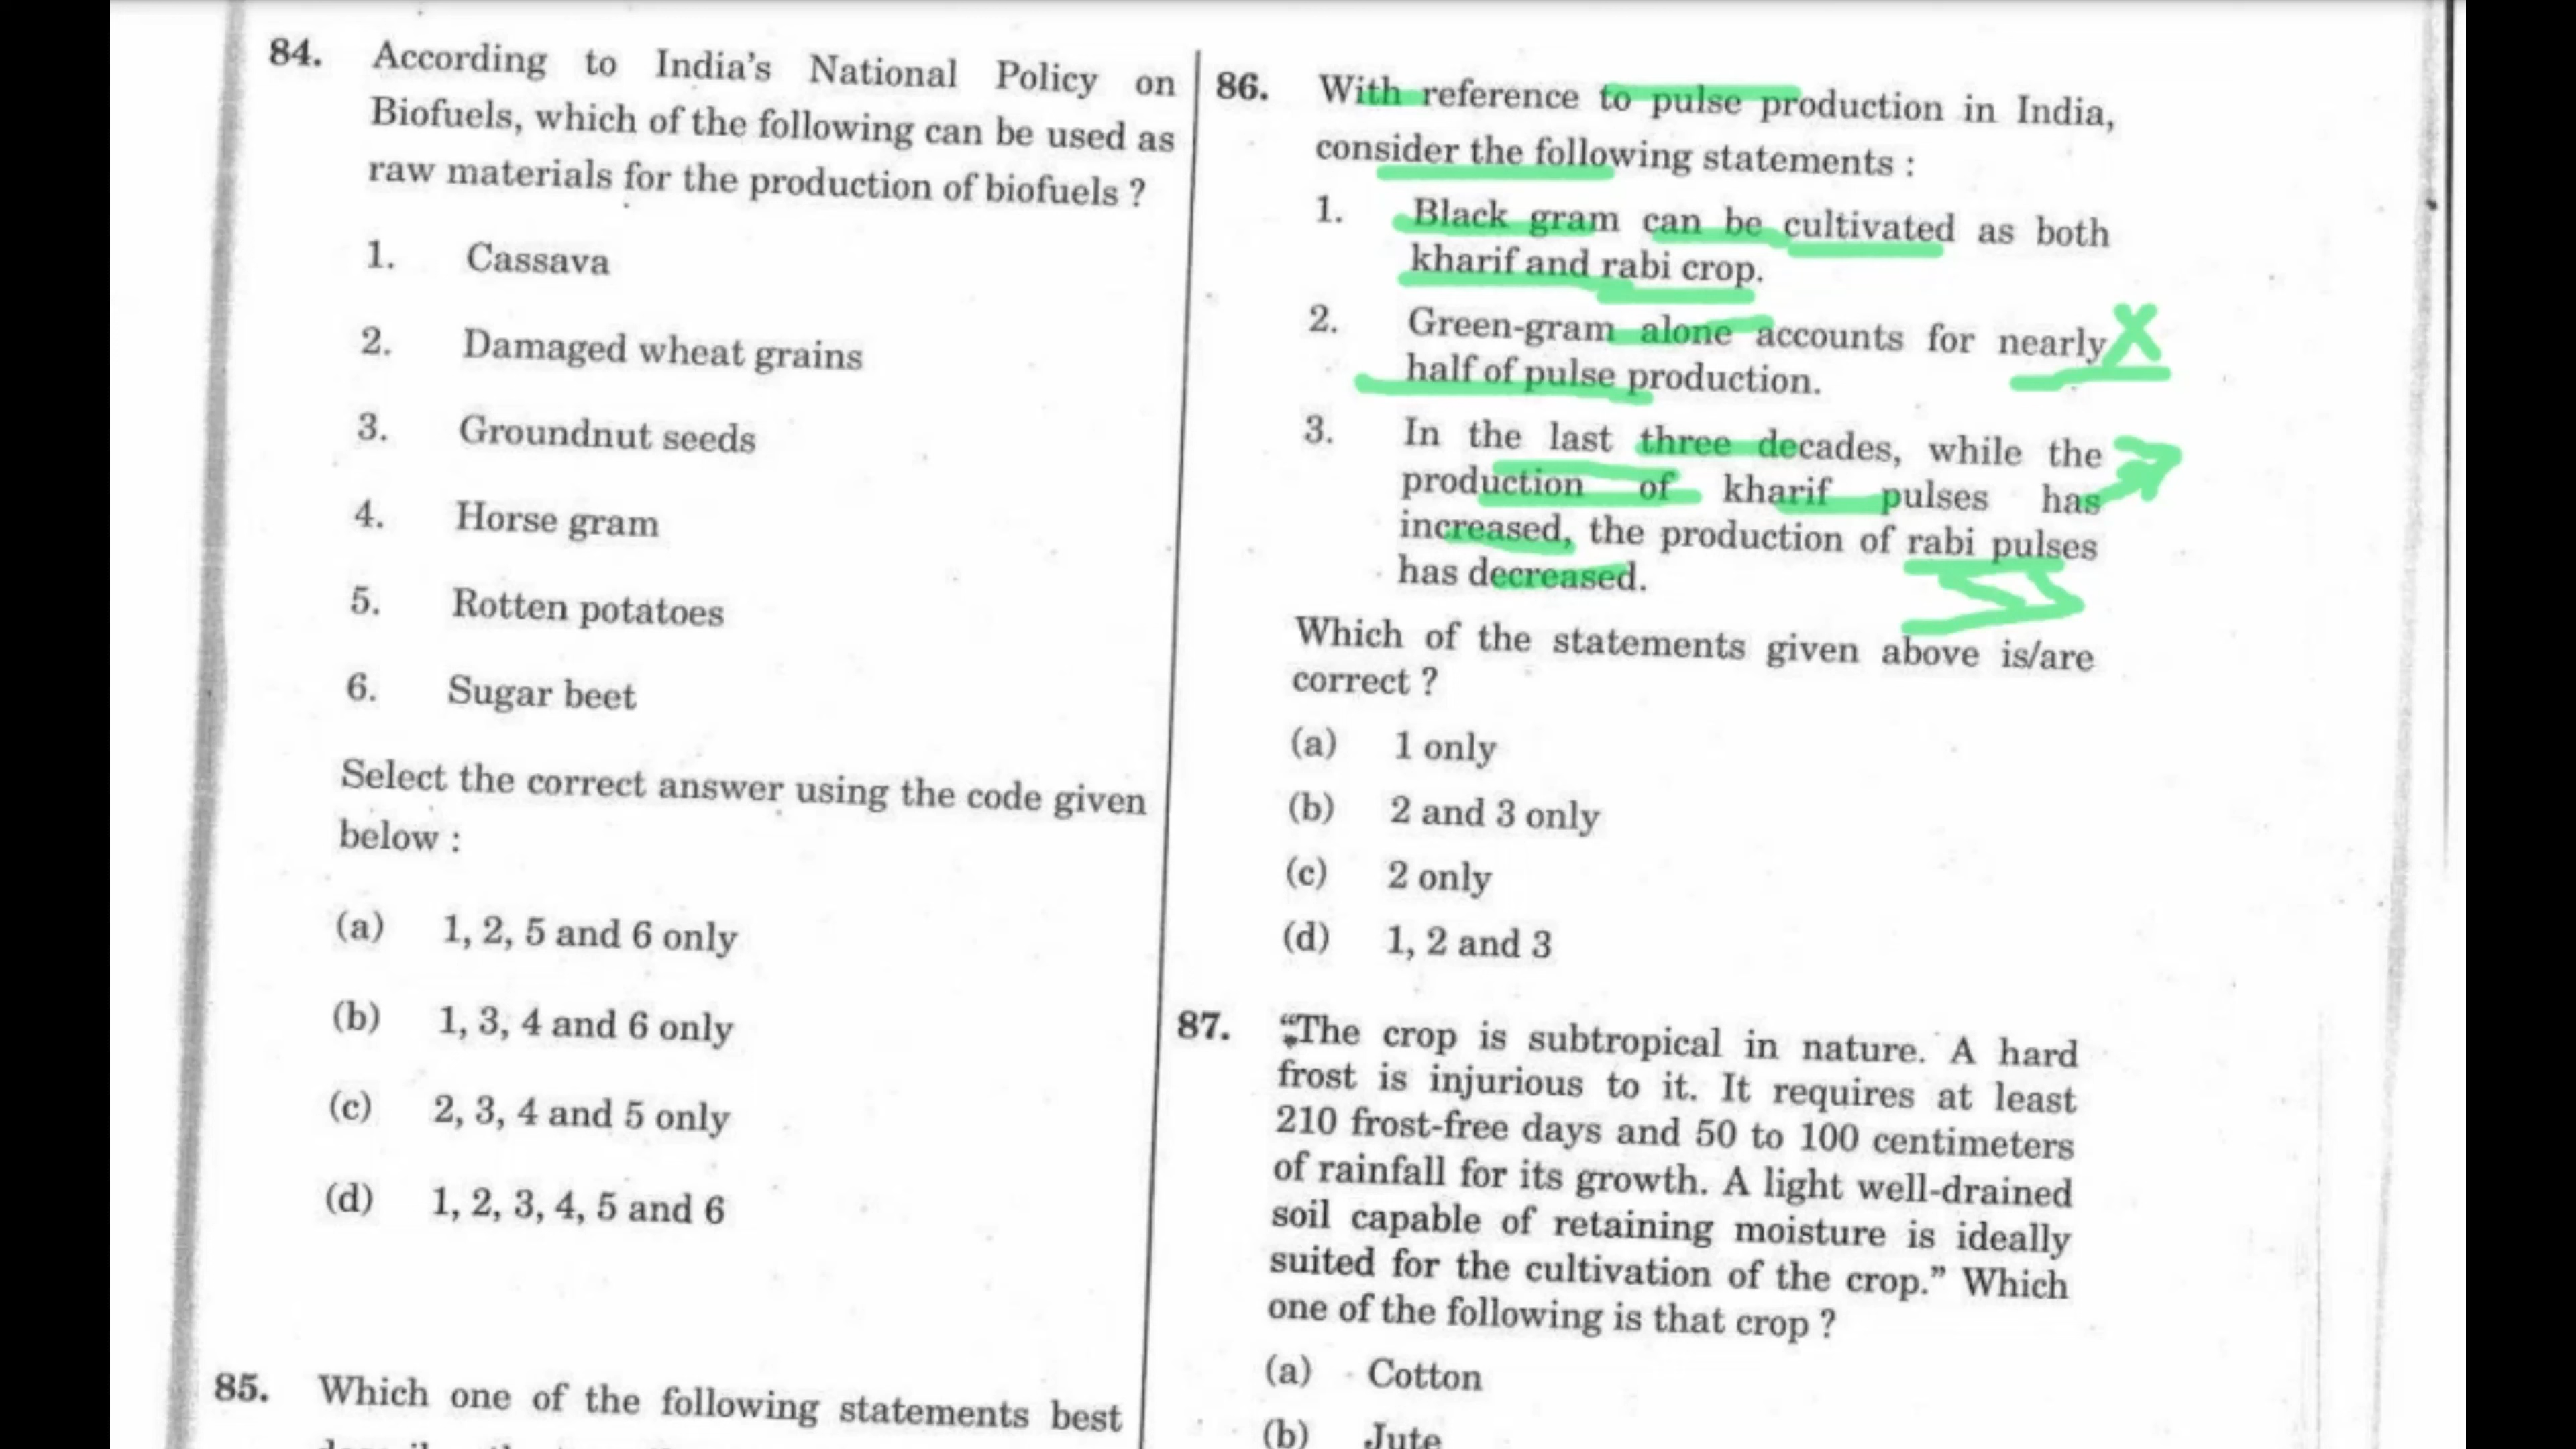 84. According to India's National Policy on
Biofuels, which of the following can be used as
raw materials for the production of biofuels ?
1. Cassava
2. Damaged wheat grains
3. Groundnut seeds
4. Horse gram
5. Rotten potatoes
6. Sugar beet
Select the correct answer using the code given
below :
(a) 1, 2, 5 and 6 only
(b) 1, 3, 4 and 6 only
(c) 2, 3, 4 and 5 only
(d) 1, 2, 3, 4, 5 and 6
85. Which one of the following statements best
86. With reference to pulse production in India,
consider the following statements :
1. Black gram can be cultivated as both
kharif and rabi crop.
2. Green-gram alone accounts for nearly
half of pulse production.
3. In the last three decades, while the
production of kharif pulses has
increased, the production of rabi pulses
has decreased.
Which of the statements given above is/are
correct ?
(a) 1 only
(b) 2 and 3 only
(c) 2 only
(d) 1, 2 and 3
87. “The crop is subtropical in nature. A hard
frost is injurious to it. It requires at least
210 frost-free days and 50 to 100 centimeters
of rainfall for its growth. A light well-drained
soil capable of retaining moisture is ideally
suited for the cultivation of the crop.” Which
one of the following is that crop ?
(a) Cotton
(b) Jute